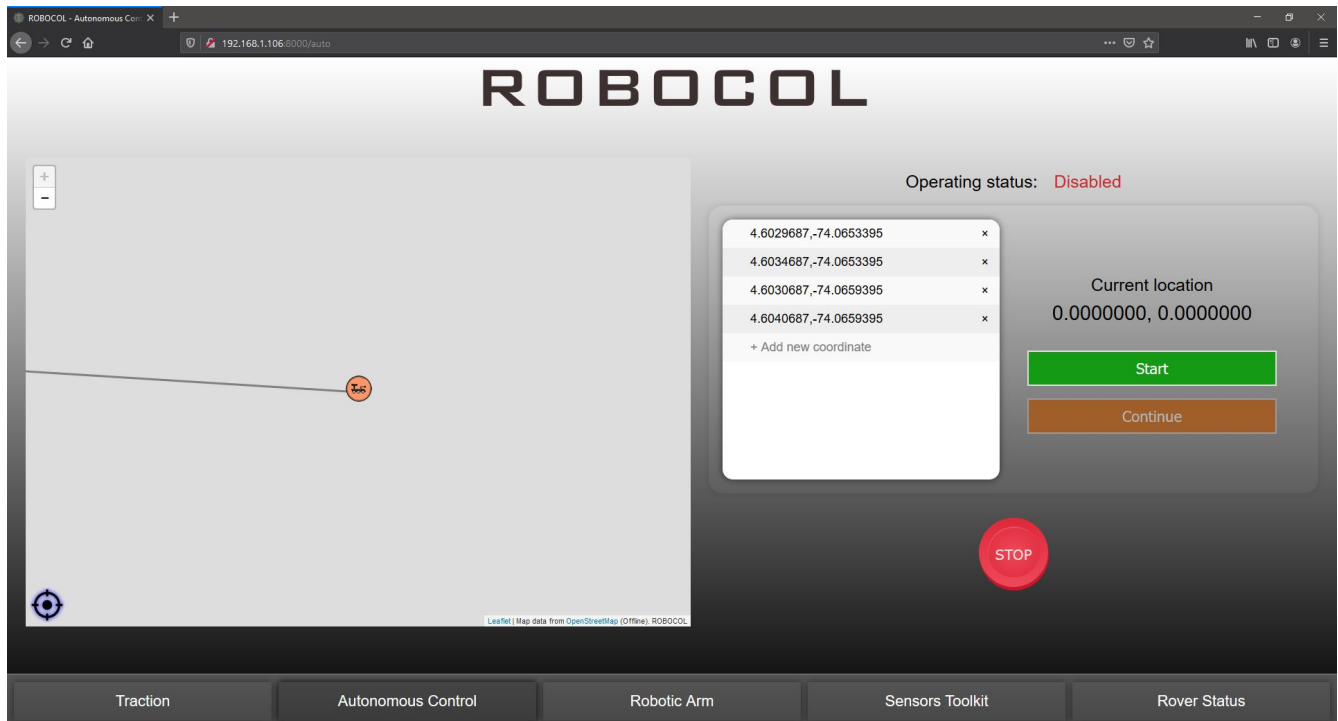 ROBOCOL - Autonomous Con
192.168.1.106:8000/auto
ROBOCOL
+
-
Leaflet | Map data from OpenStreetMap (Offline). ROBOCOL
Operating status: Disabled
4.6029687,-74.0653395 ×
4.6034687,-74.0653395 ×
4.6030687,-74.0659395 ×
4.6040687,-74.0659395 ×
+ Add new coordinate
Current location
0.0000000, 0.0000000
Start
Continue
STOP
Traction
Autonomous Control
Robotic Arm
Sensors Toolkit
Rover Status